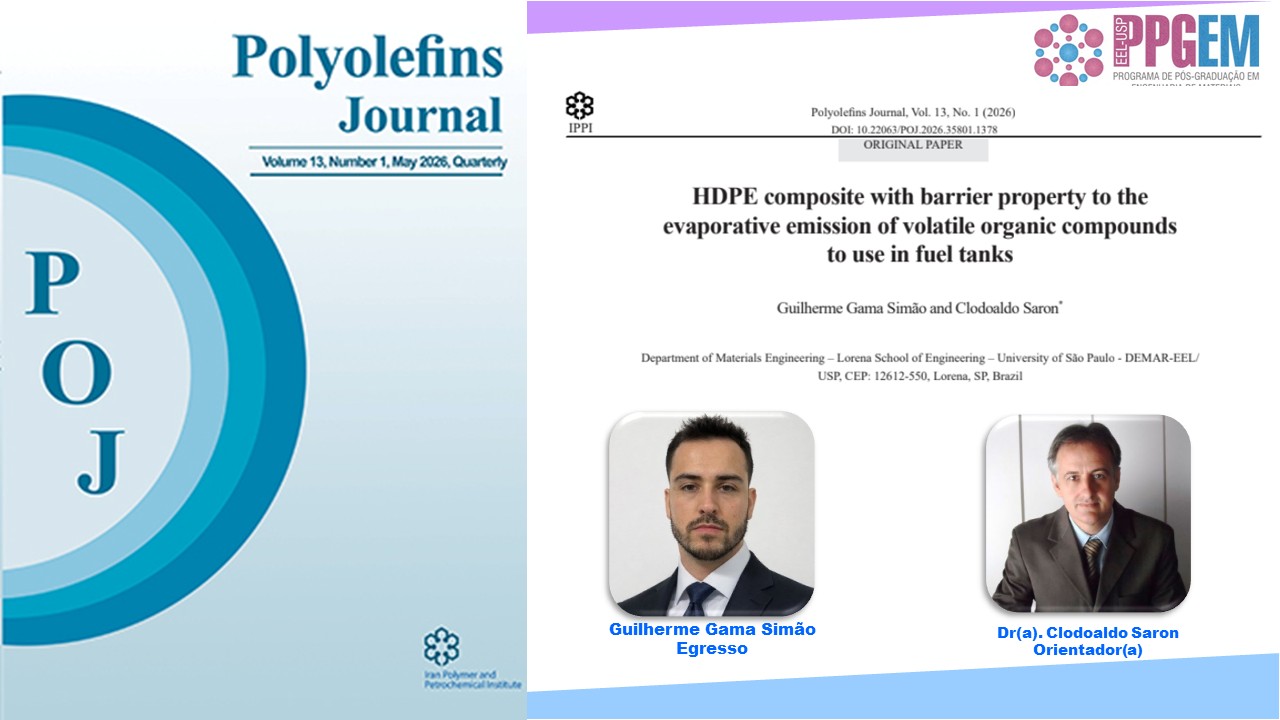 Polyolefins
Journal
Volume 13, Number 1, May 2026, Quarterly
P
O
J
Iran Polymer and
Petrochemical Institute
EEL-USP
PPGEM
PROGRAMA DE PÓS-GRADUAÇÃO EM
ENGENHARIA DE MATERIAIS
IPPI
Polyolefins Journal, Vol. 13, No. 1 (2026)
DOI: 10.22063/POJ.2026.35801.1378
ORIGINAL PAPER
HDPE composite with barrier property to the
evaporative emission of volatile organic compounds
to use in fuel tanks
Guilherme Gama Simão and Clodoaldo Saron*
Department of Materials Engineering – Lorena School of Engineering – University of São Paulo - DEMAR-EEL/
USP, CEP: 12612-550, Lorena, SP, Brazil
Guilherme Gama Simão
Egresso
Dr(a). Clodoaldo Saron
Orientador(a)